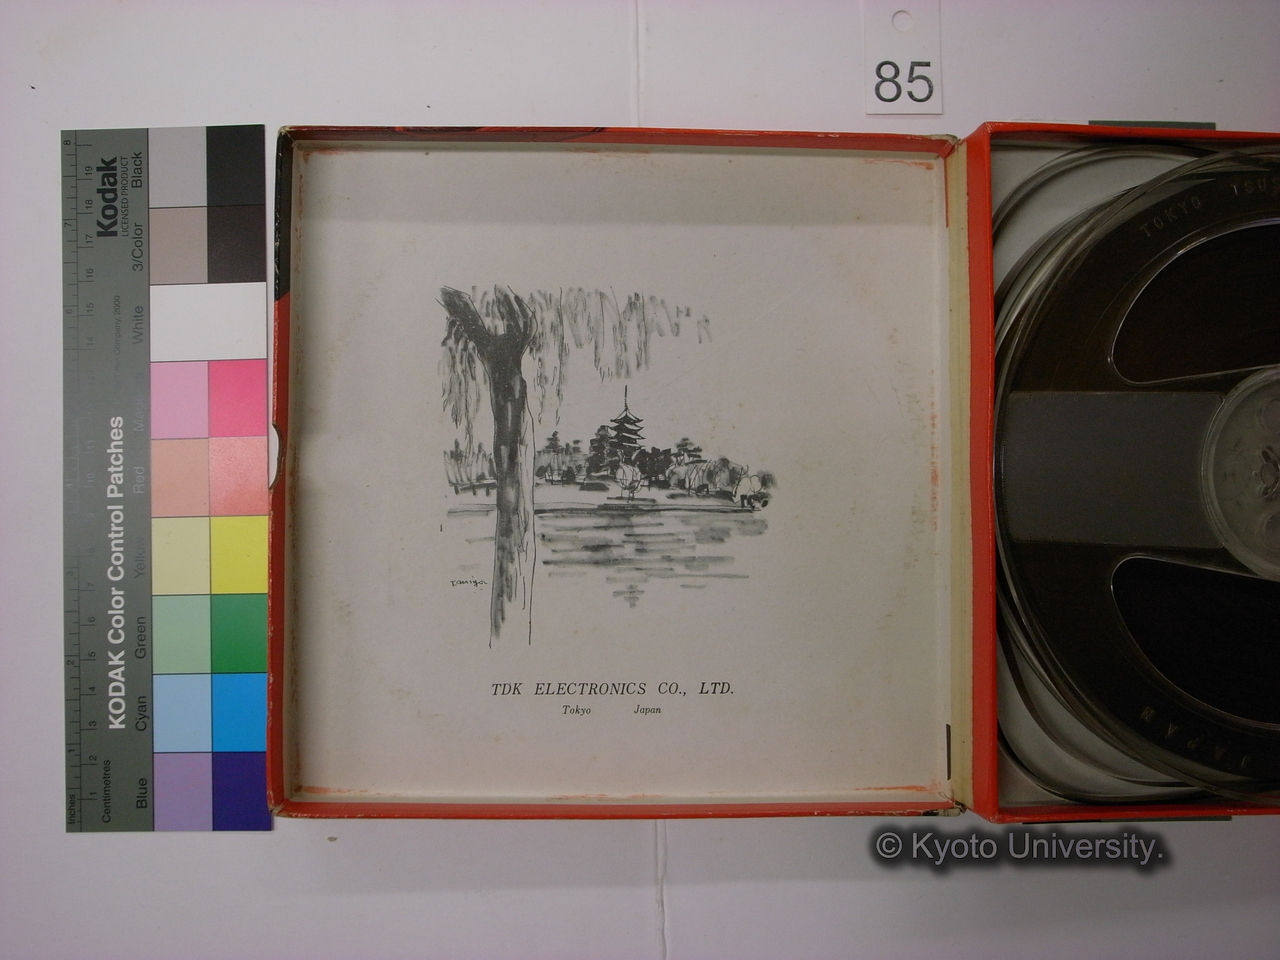 85
Kodak
LICENSED PRODUCT
KODAK Color Control Patches
Black
3/Color
White
Red
Yellow
Green
Cyan
Blue
Centimetres
Inches
TDK ELECTRONICS CO., LTD.
Tokyo Japan
TOKYO
JAPAN
© Kyoto University.